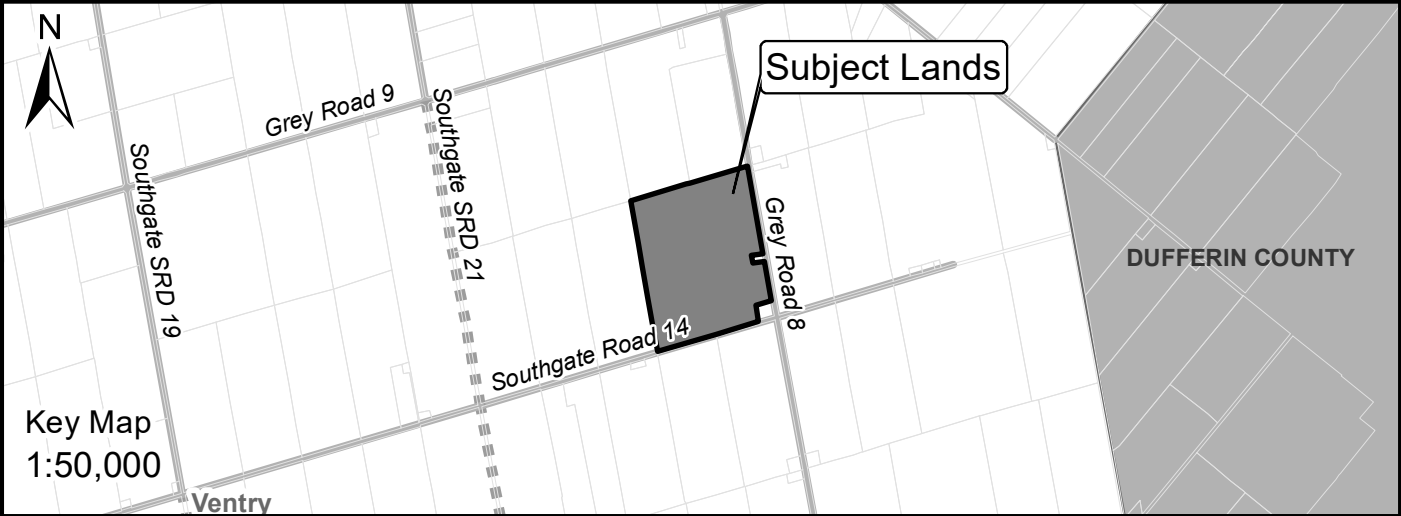 N
Subject Lands
Grey Road 9
Southgate SRD 21
Southgate SRD 19
Grey Road 8
DUFFERIN COUNTY
Southgate Road 14
Key Map
1:50,000
Ventry